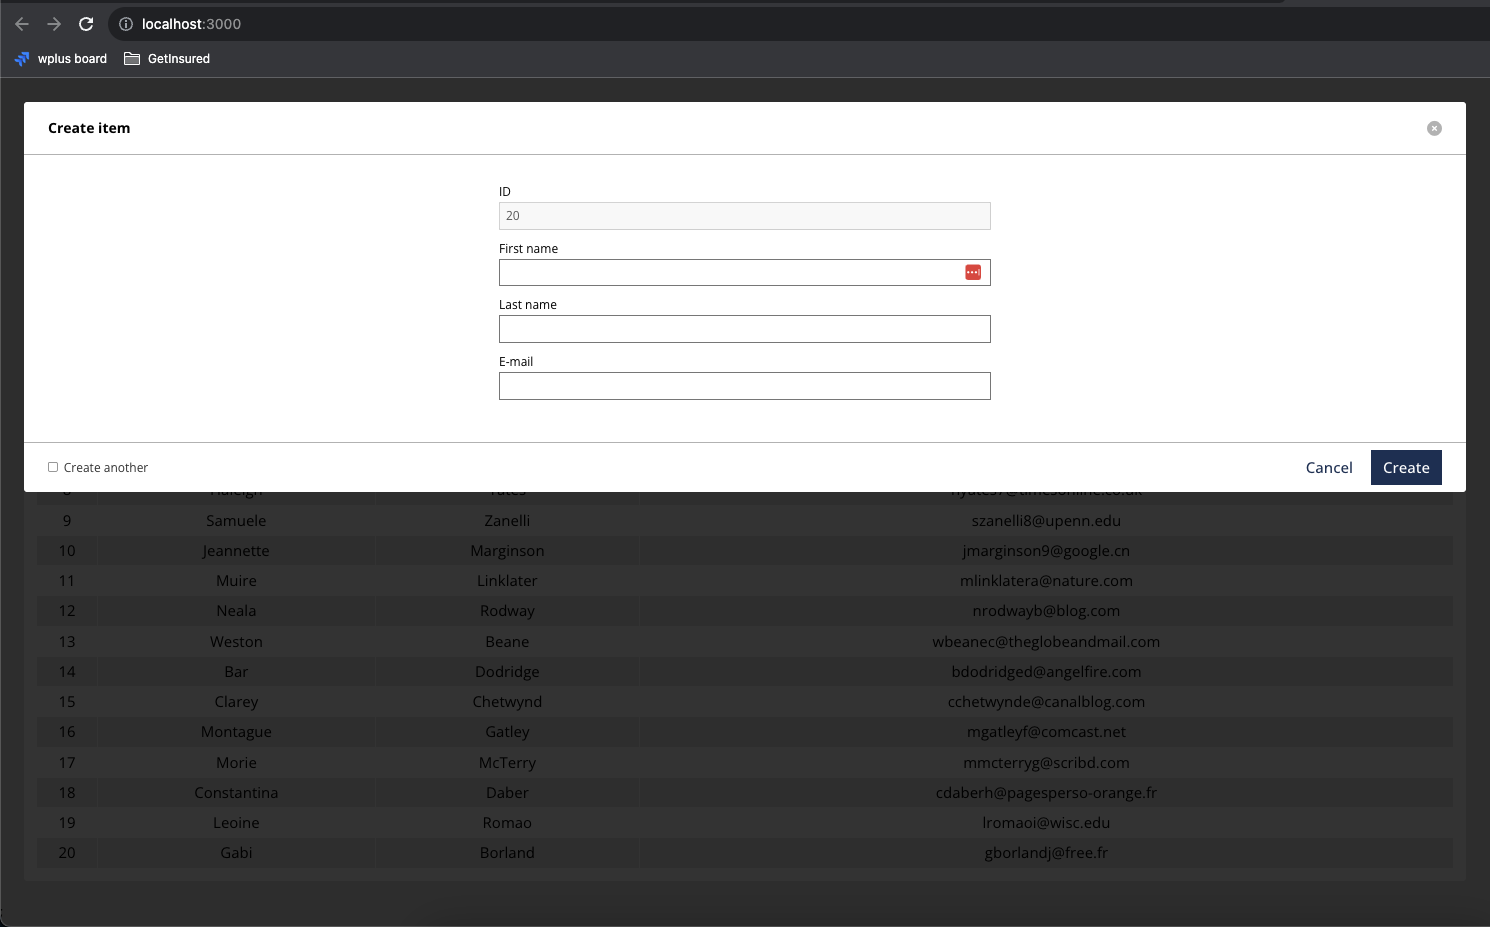 localhost:3000
wplus board GetInsured
Create item
ID
20
First name
Last name
E-mail
Create another Cancel Create
9 Samuele Zanelli szanelli8@upenn.edu
10 Jeannette Marginson jmarginson9@google.cn
11 Muire Linklater mlinklatera@nature.com
12 Neala Rodway nrodwayb@blog.com
13 Weston Beane wbeanec@theglobeandmail.com
14 Bar Dodridge bdodridged@angelfire.com
15 Clarey Chetwynd cchetwynde@canalblog.com
16 Montague Gatley mgatleyf@comcast.net
17 Morie McTerry mmcterryg@scribd.com
18 Constantina Daber cdaberh@pagesperso-orange.fr
19 Leoine Romao lromaoi@wisc.edu
20 Gabi Borland gborlandj@free.fr